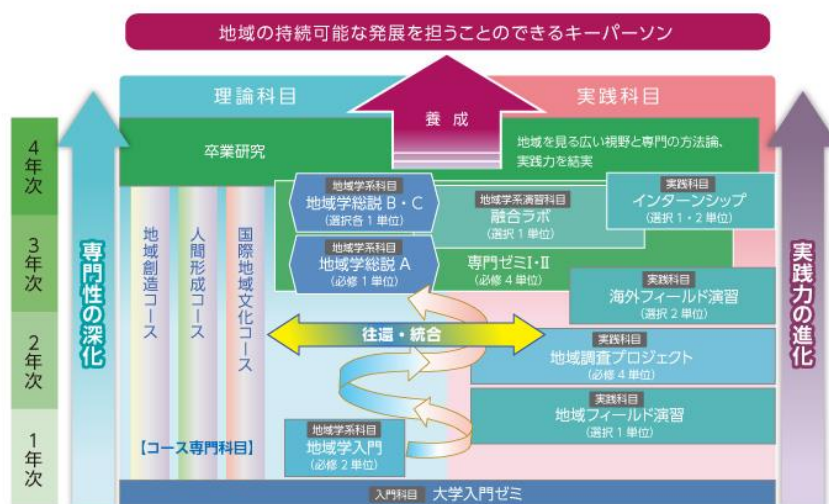 地域の持続可能な発展を担うことのできるキーパーソン
理論科目
実践科目
養成
4年次
卒業研究
地域を見る広い視野と専門の方法論、
実践力を結実
地域学系科目
地域学総説 B・C
(選択各 1 単位)
地域学系演習科目
融合ラボ
(選択 1 単位)
実践科目
インターンシップ
(選択 1・2 単位)
3年次
地域学系科目
地域学総説 A
(必修 1 単位)
専門ゼミⅠ・Ⅱ
(必修 4 単位)
実践科目
海外フィールド演習
(選択 2 単位)
専門性の深化
地域創造コース
人間形成コース
国際地域文化コース
実践力の進化
往還・統合
2年次
実践科目
地域調査プロジェクト
(必修 4 単位)
実践科目
地域フィールド演習
(選択 1 単位)
1年次
【コース専門科目】
地域学系科目
地域学入門
(必修 2 単位)
入門科目 大学入門ゼミ